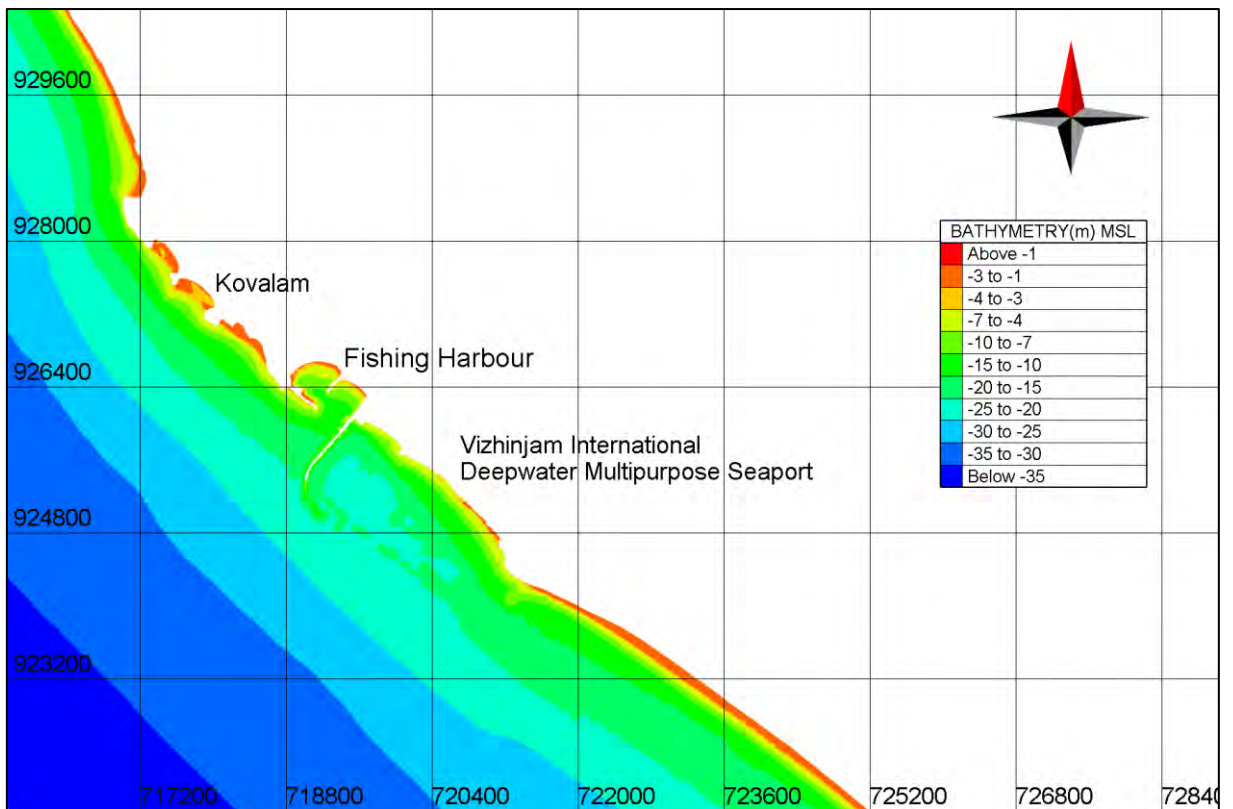 929600
928000
Kovalam
Fishing Harbour
926400
Vizhinjam International
Deepwater Multipurpose Seaport
924800
923200
717200
718800
720400
722000
723600
725200
726800
728400
BATHYMETRY(m) MSL
Above -1
-3 to -1
-4 to -3
-7 to -4
-10 to -7
-15 to -10
-20 to -15
-25 to -20
-30 to -25
-35 to -30
Below -35